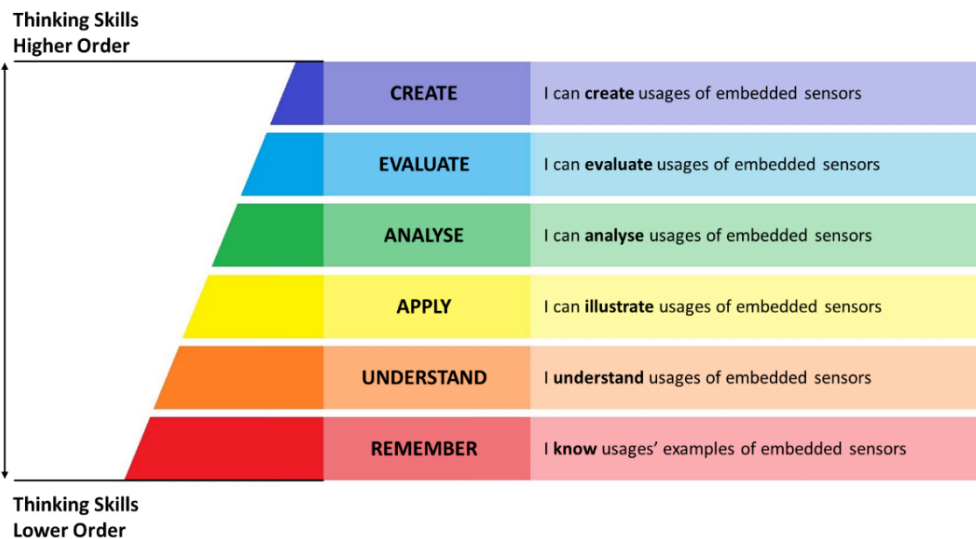 Thinking Skills
Higher Order
CREATE
I can create usages of embedded sensors
EVALUATE
I can evaluate usages of embedded sensors
ANALYSE
I can analyse usages of embedded sensors
APPLY
I can illustrate usages of embedded sensors
UNDERSTAND
I understand usages of embedded sensors
REMEMBER
I know usages’ examples of embedded sensors
Thinking Skills
Lower Order